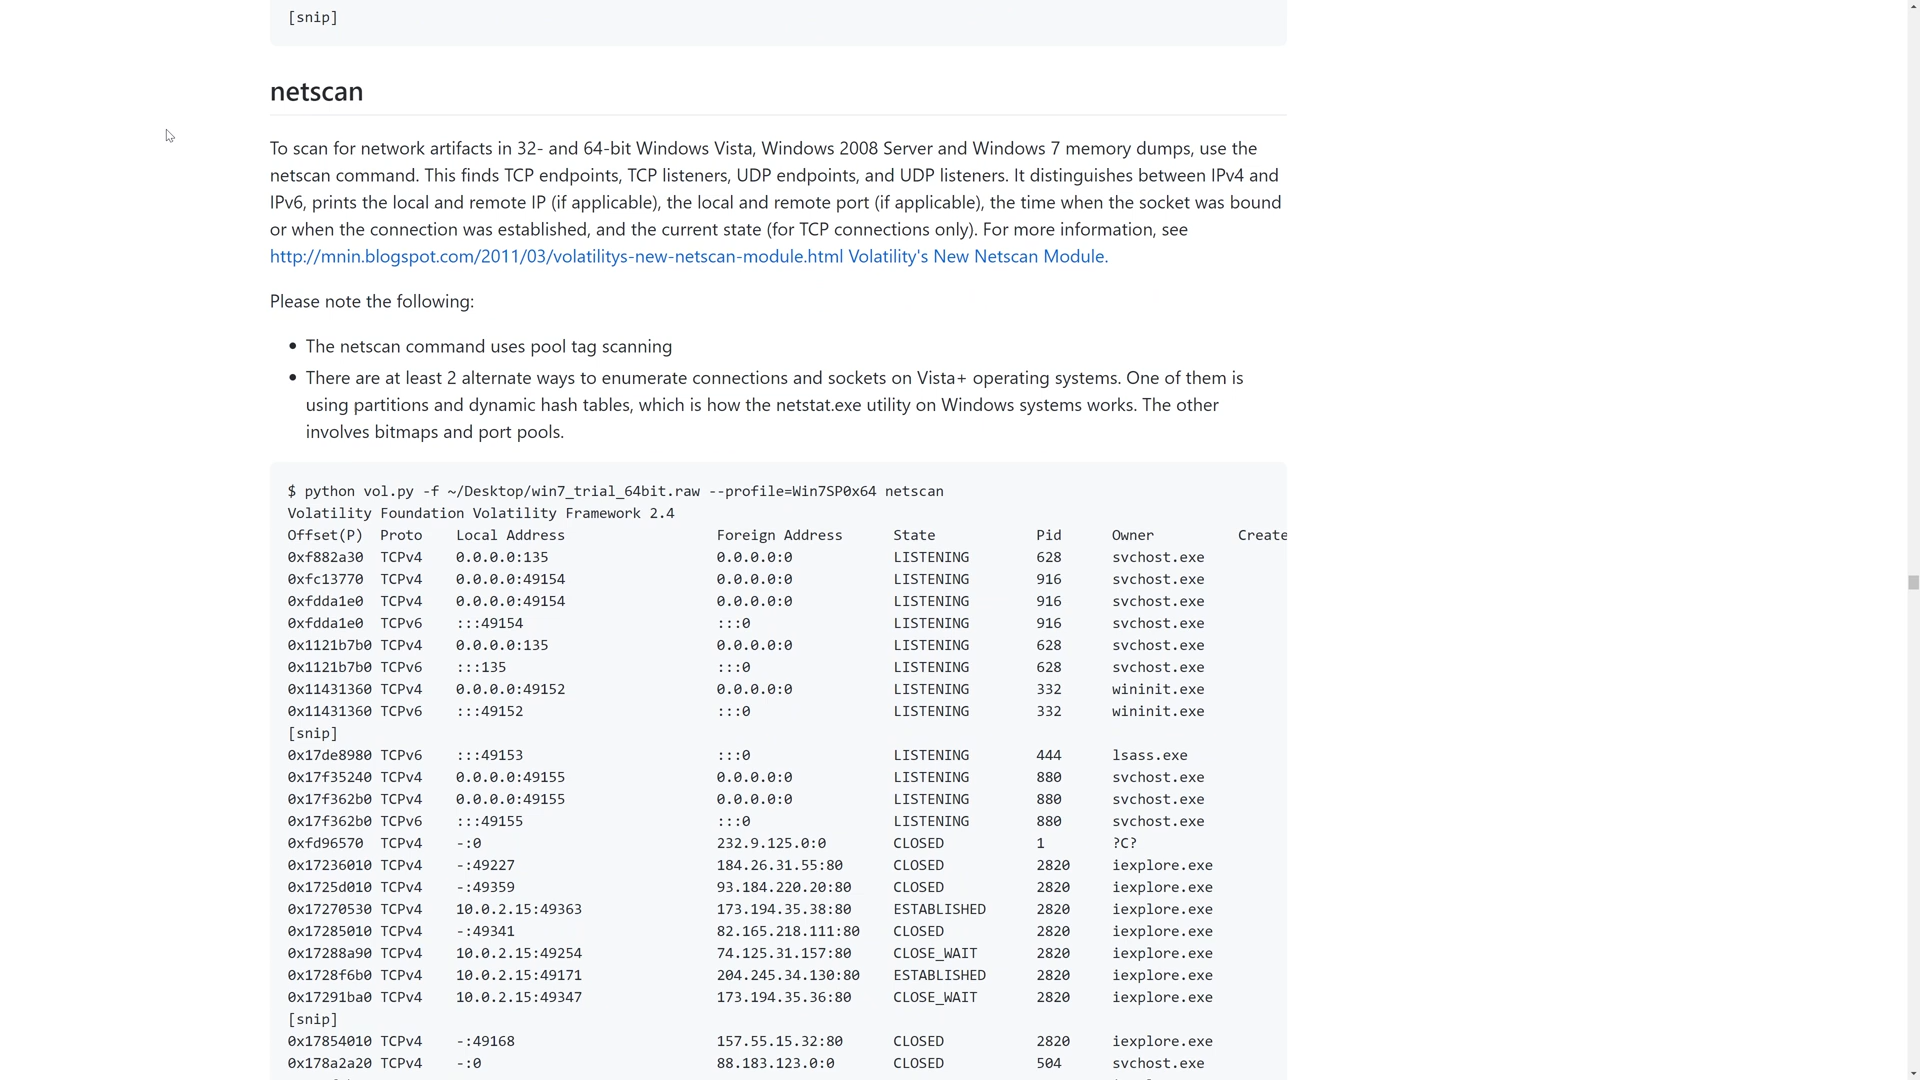 [snip]
netscan
To scan for network artifacts in 32- and 64-bit Windows Vista, Windows 2008 Server and Windows 7 memory dumps, use the
netscan command. This finds TCP endpoints, TCP listeners, UDP endpoints, and UDP listeners. It distinguishes between IPv4 and
IPv6, prints the local and remote IP (if applicable), the local and remote port (if applicable), the time when the socket was bound
or when the connection was established, and the current state (for TCP connections only). For more information, see
http://mnin.blogspot.com/2011/03/volatilitys-new-netscan-module.html Volatility's New Netscan Module.
Please note the following:
• The netscan command uses pool tag scanning
• There are at least 2 alternate ways to enumerate connections and sockets on Vista+ operating systems. One of them is
using partitions and dynamic hash tables, which is how the netstat.exe utility on Windows systems works. The other
involves bitmaps and port pools.
$ python vol.py -f ~/Desktop/win7_trial_64bit.raw --profile=Win7SP0x64 netscan
Volatility Foundation Volatility Framework 2.4
Offset(P)  Proto    Local Address                  Foreign Address      State            Pid      Owner          Create
0xf882a30  TCPv4    0.0.0.0:135                    0.0.0.0:0            LISTENING        628      svchost.exe
0xfc13770  TCPv4    0.0.0.0:49154                  0.0.0.0:0            LISTENING        916      svchost.exe
0xfdda1e0  TCPv4    0.0.0.0:49154                  0.0.0.0:0            LISTENING        916      svchost.exe
0xfdda1e0  TCPv6    :::49154                       :::0                 LISTENING        916      svchost.exe
0x1121b7b0 TCPv4    0.0.0.0:135                    0.0.0.0:0            LISTENING        628      svchost.exe
0x1121b7b0 TCPv6    :::135                         :::0                 LISTENING        628      svchost.exe
0x11431360 TCPv4    0.0.0.0:49152                  0.0.0.0:0            LISTENING        332      wininit.exe
0x11431360 TCPv6    :::49152                       :::0                 LISTENING        332      wininit.exe
[snip]
0x17de8980 TCPv6    :::49153                       :::0                 LISTENING        444      lsass.exe
0x17f35240 TCPv4    0.0.0.0:49155                  0.0.0.0:0            LISTENING        880      svchost.exe
0x17f362b0 TCPv4    0.0.0.0:49155                  0.0.0.0:0            LISTENING        880      svchost.exe
0x17f362b0 TCPv6    :::49155                       :::0                 LISTENING        880      svchost.exe
0xfd96570  TCPv4    -:0                            232.9.125.0:0        CLOSED           1        ?C?
0x17236010 TCPv4    -:49227                        184.26.31.55:80      CLOSED           2820     iexplore.exe
0x1725d010 TCPv4    -:49359                        93.184.220.20:80     CLOSED           2820     iexplore.exe
0x17270530 TCPv4    10.0.2.15:49363                173.194.35.38:80     ESTABLISHED      2820     iexplore.exe
0x17285010 TCPv4    -:49341                        82.165.218.111:80    CLOSED           2820     iexplore.exe
0x17288a90 TCPv4    10.0.2.15:49254                74.125.31.157:80     CLOSE_WAIT       2820     iexplore.exe
0x1728f6b0 TCPv4    10.0.2.15:49171                204.245.34.130:80    ESTABLISHED      2820     iexplore.exe
0x17291ba0 TCPv4    10.0.2.15:49347                173.194.35.36:80     CLOSE_WAIT       2820     iexplore.exe
[snip]
0x17854010 TCPv4    -:49168                        157.55.15.32:80      CLOSED           2820     iexplore.exe
0x178a2a20 TCPv4    -:0                            88.183.123.0:0       CLOSED           504      svchost.exe